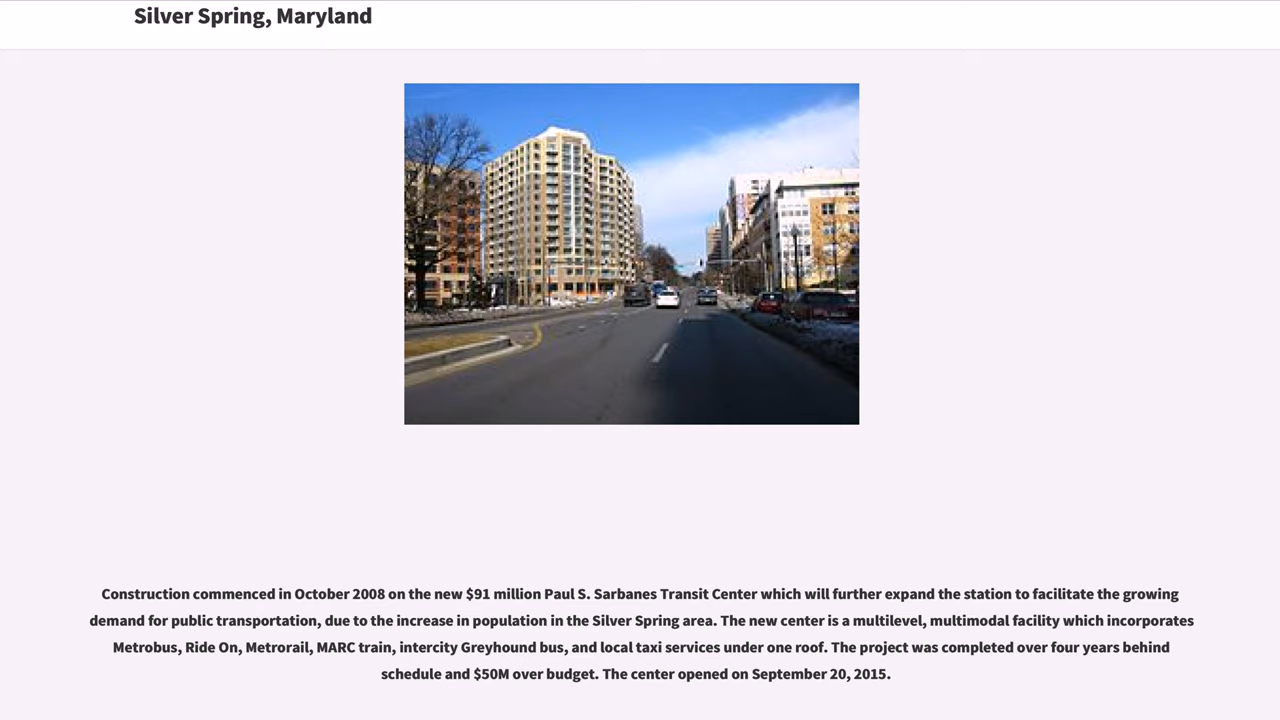 Silver Spring, Maryland
Construction commenced in October 2008 on the new $91 million Paul S. Sarbanes Transit Center which will further expand the station to facilitate the growing
demand for public transportation, due to the increase in population in the Silver Spring area. The new center is a multilevel, multimodal facility which incorporates
Metrobus, Ride On, Metrorail, MARC train, intercity Greyhound bus, and local taxi services under one roof. The project was completed over four years behind
schedule and $50M over budget. The center opened on September 20, 2015.